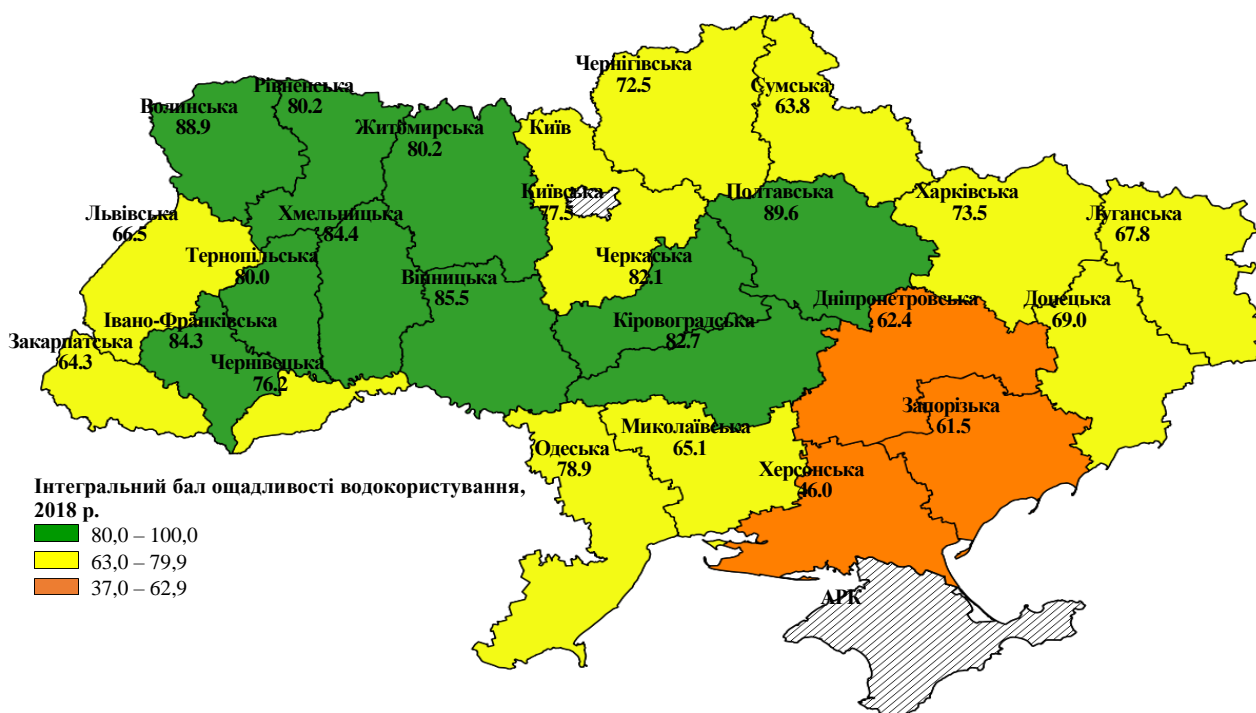 Чернігівська
72.5
Сумська
63.8
Рівненська
80.2
Волинська
88.9
Житомирська
80.2
Київ
Київська
77.5
Полтавська
89.6
Харківська
73.5
Луганська
67.8
Львівська
66.5
Хмельницька
84.4
Тернопільська
80.0
Черкаська
82.1
Вінницька
85.5
Дніпропетровська
62.4
Донецька
69.0
Івано-Франківська
84.3
Кіровоградська
82.7
Закарпатська
64.3
Чернівецька
76.2
Запорізька
61.5
Миколаївська
65.1
Одеська
78.9
Херсонська
46.0
Інтегральний бал ощадливості водокористування,
2018 р.
80,0 – 100,0
63,0 – 79,9
37,0 – 62,9
АРК